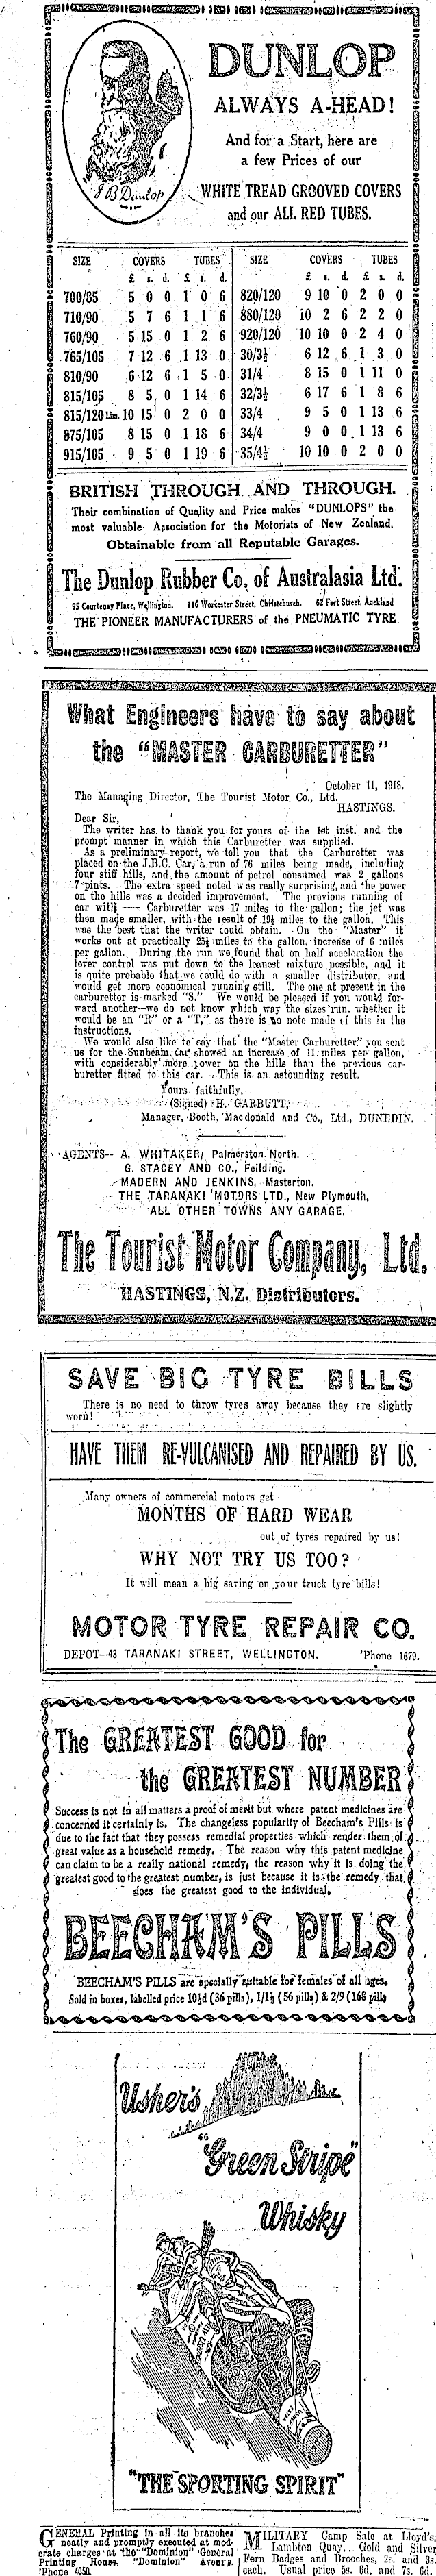 DUNLOP
ALWAYS A-HEAD!
And for a Start, here are
a few Prices of our
WHITE TREAD GROOVED COVERS
and our ALL RED TUBES.
J B Dunlop
SIZE COVERS TUBES SIZE COVERS TUBES
£ s. d. £ s. d. £ s. d. £ s. d.
700/85 5 0 0 1 0 6 820/120 9 10 0 2 0 0
710/90 5 7 6 1 1 6 880/120 10 2 6 2 2 0
760/90 5 15 0 1 2 6 920/120 10 10 0 2 4 0
765/105 7 12 6 1 13 0 30/3½ 6 12 6 1 3 0
810/90 6 12 6 1 5 0 31/4 8 15 0 1 11 0
815/105 8 5 0 1 14 6 32/3½ 6 17 6 1 8 6
815/120 Lim. 10 15 0 2 0 0 33/4 9 5 0 1 13 6
875/105 8 15 0 1 18 6 34/4 9 0 0 1 13 6
915/105 9 5 0 1 19 6 35/4½ 10 10 0 2 0 0
BRITISH THROUGH AND THROUGH.
Their combination of Quality and Price makes "DUNLOPS" the
most valuable Association for the Motorists of New Zealand.
Obtainable from all Reputable Garages.
The Dunlop Rubber Co. of Australasia Ltd.
95 Courtenay Place, Wellington. 116 Worcester Street, Christchurch. 62 Fort Street, Auckland
THE PIONEER MANUFACTURERS of the PNEUMATIC TYRE
What Engineers have to say about
the "MASTER CARBURETTER"
October 11, 1918.
The Managing Director, The Tourist Motor Co., Ltd.
HASTINGS.
Dear Sir,
The writer has to thank you for yours of the 1st inst. and the
prompt manner in which this Carburetter was supplied.
As a preliminary report, we tell you that the Carburetter was
placed on the J.B.C. Car, a run of 76 miles being made, including
four stiff hills, and the amount of petrol consumed was 2 gallons
7 pints. The extra speed noted was really surprising, and the power
on the hills was a decided improvement. The previous running of
car with —— Carburetter was 17 miles to the gallon; the jet was
then made smaller, with the result of 19½ miles to the gallon. This
was the best that the writer could obtain. On the "Master" it
works out at practically 25½ miles to the gallon, increase of 6 miles
per gallon. During the run we found that on half acceleration the
lever control was put down to the leanest mixture possible, and it
is quite probable that we could do with a smaller distributor, and
would get more economical running still. The one at present in the
carburetter is marked "S." We would be pleased if you would for-
ward another—we do not know which way the sizes run, whether it
would be an "R" or a "T," as there is no note made of this in the
instructions.
We would also like to say that the "Master Carburetter" you sent
us for the Sunbeam car showed an increase of 11 miles per gallon,
with considerably more power on the hills than the previous car-
buretter fitted to this car. This is an astounding result.
Yours faithfully,
(Signed) H. GARBUTT,
Manager, Booth, Macdonald and Co., Ltd., DUNEDIN.
AGENTS— A. WHITAKER, Palmerston North.
G. STACEY AND CO., Feilding.
MADERN AND JENKINS, Masterton.
THE TARANAKI MOTORS LTD., New Plymouth.
ALL OTHER TOWNS ANY GARAGE.
The Tourist Motor Company, Ltd.
HASTINGS, N.Z. Distributors.
SAVE BIG TYRE BILLS
There is no need to throw tyres away because they are slightly
worn!
HAVE THEM RE-VULCANISED AND REPAIRED BY US.
Many owners of commercial motors get
MONTHS OF HARD WEAR
out of tyres repaired by us!
WHY NOT TRY US TOO?
It will mean a big saving on your truck tyre bills!
MOTOR TYRE REPAIR CO.
DEPOT—43 TARANAKI STREET, WELLINGTON. 'Phone 1679.
The GREATEST GOOD for
the GREATEST NUMBER
Success is not in all matters a proof of merit but where patent medicines are
concerned it certainly is. The changeless popularity of Beecham's Pills is
due to the fact that they possess remedial properties which render them of
great value as a household remedy. The reason why this patent medicine
can claim to be a really national remedy, the reason why it is doing the
greatest good to the greatest number, is just because it is the remedy that
does the greatest good to the individual.
BEECHAM'S PILLS
BEECHAM'S PILLS are specially suitable for females of all ages.
Sold in boxes, labelled price 10½d (36 pills), 1/1½ (56 pills) & 2/9 (168 pills
Usher's
"Green Stripe"
Whisky
"THE SPORTING SPIRIT"
GENERAL Printing in all its branches
neatly and promptly executed at mod-
erate charges at the "Dominion" General
Printing House, "Dominion" Avenue.
'Phone 4050.
MILITARY Camp Sale at Lloyd's,
Lambton Quay. Gold and Silver
Fern Badges and Brooches, 2s. and 3s.
each. Usual price 5s. 6d. and 7s. 6d.